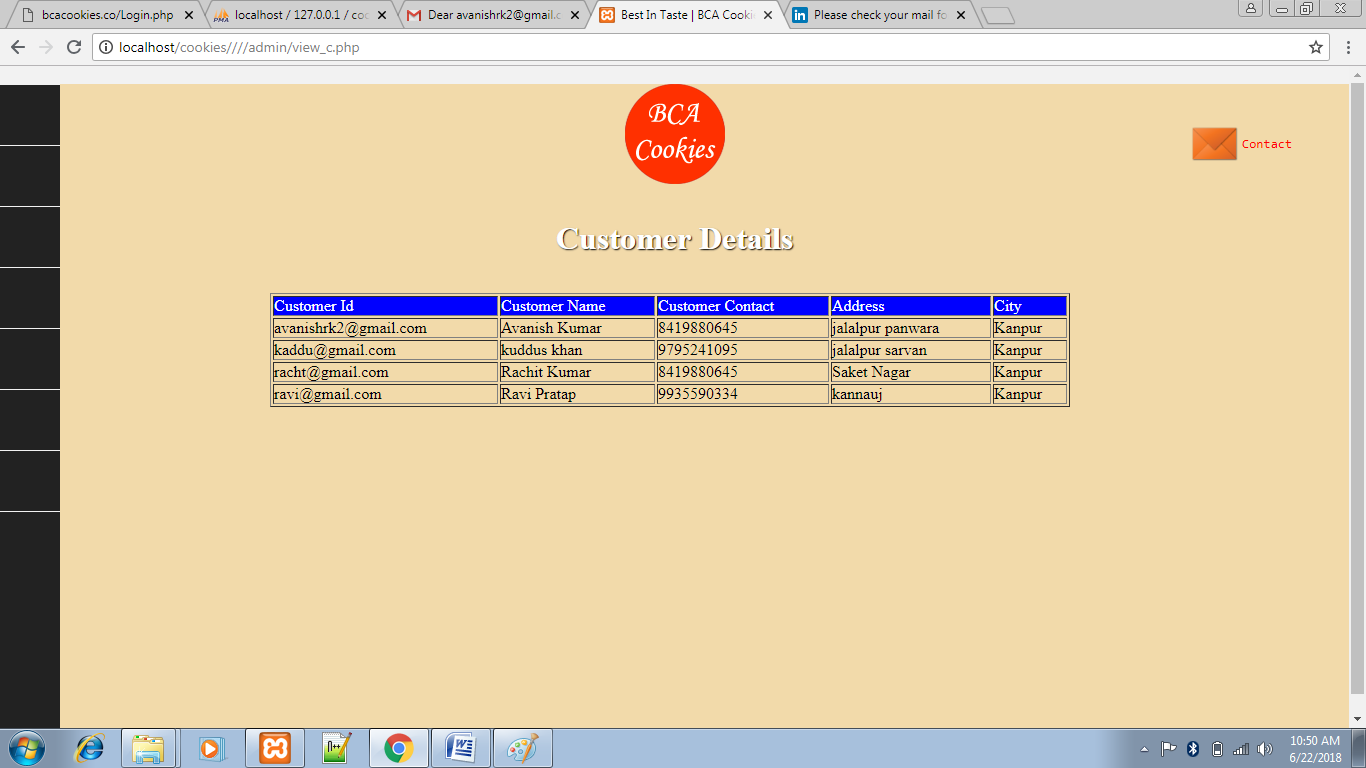 bcacookies.co/Login.php
localhost / 127.0.0.1 / coo
Dear avanishrk2@gmail.c
Best In Taste | BCA Cooki
Please check your mail fo
localhost/cookies////admin/view_c.php
BCA
Cookies
Contact
Customer Details
Customer Id Customer Name Customer Contact Address City
avanishrk2@gmail.com Avanish Kumar 8419880645 jalalpur panwara Kanpur
kaddu@gmail.com kuddus khan 9795241095 jalalpur sarvan Kanpur
racht@gmail.com Rachit Kumar 8419880645 Saket Nagar Kanpur
ravi@gmail.com Ravi Pratap 9935590334 kannauj Kanpur
10:50 AM
6/22/2018